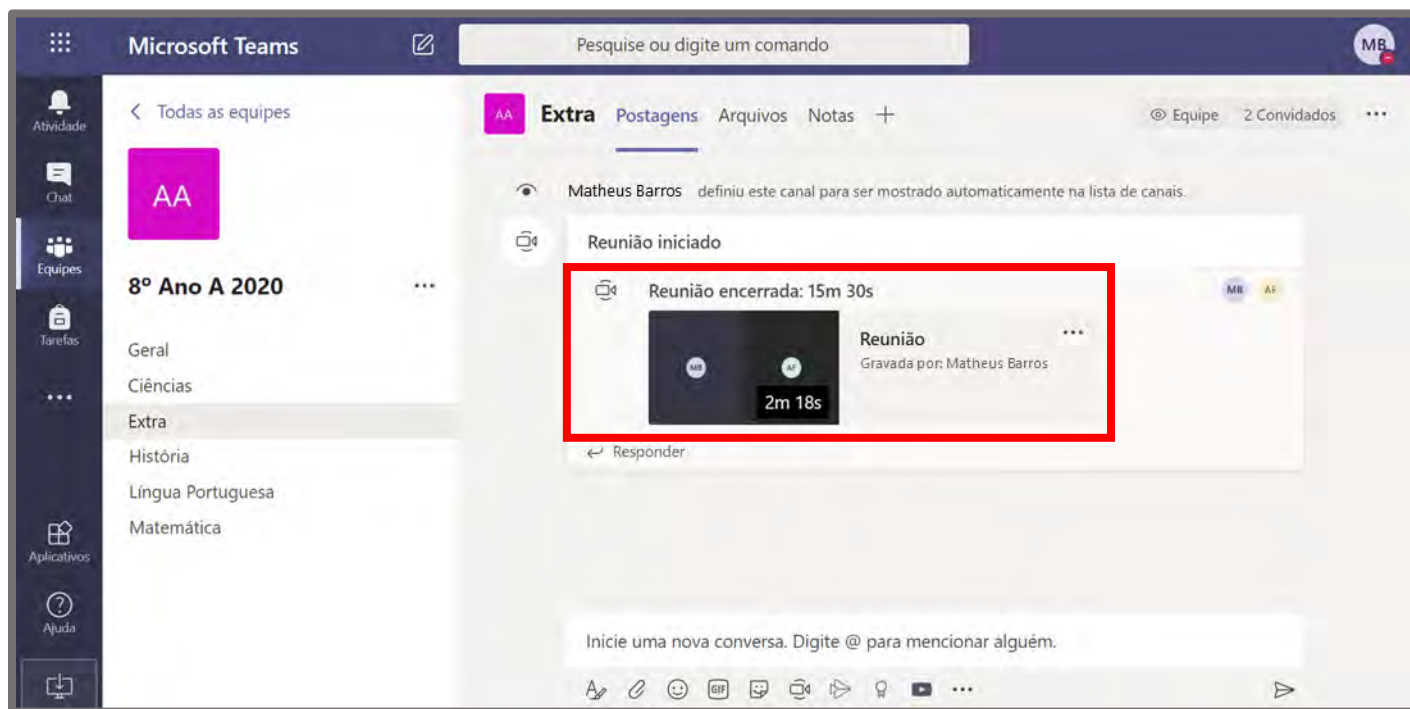 Microsoft Teams
Pesquise ou digite um comando
MB
Atividade
Chat
Equipes
Tarefas
Aplicativos
Ajuda
Todas as equipes
AA
8º Ano A 2020
Geral
Ciências
Extra
História
Língua Portuguesa
Matemática
AA Extra Postagens Arquivos Notas
Equipe 2 Convidados
Matheus Barros definiu este canal para ser mostrado automaticamente na lista de canais.
Reunião iniciado
Reunião encerrada: 15m 30s
MB AF
MB AF
2m 18s
Reunião
Gravada por: Matheus Barros
Responder
Inicie uma nova conversa. Digite @ para mencionar alguém.
GIF